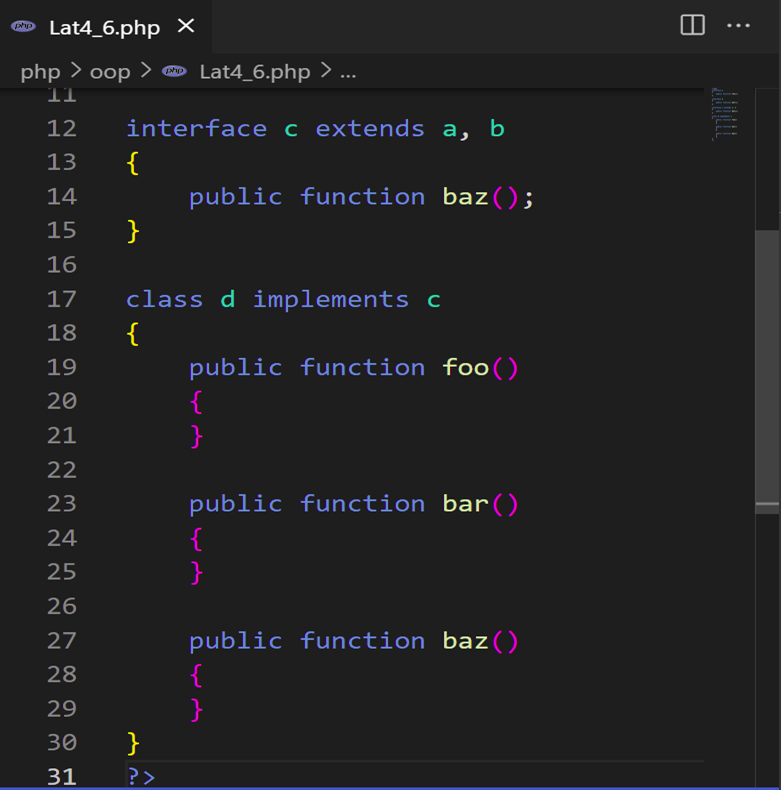 php Lat4_6.php ×
php > oop > php Lat4_6.php > ...
11
12 interface c extends a, b
13 {
14     public function baz();
15 }
16
17 class d implements c
18 {
19     public function foo()
20     {
21     }
22
23     public function bar()
24     {
25     }
26
27     public function baz()
28     {
29     }
30 }
31 ?>